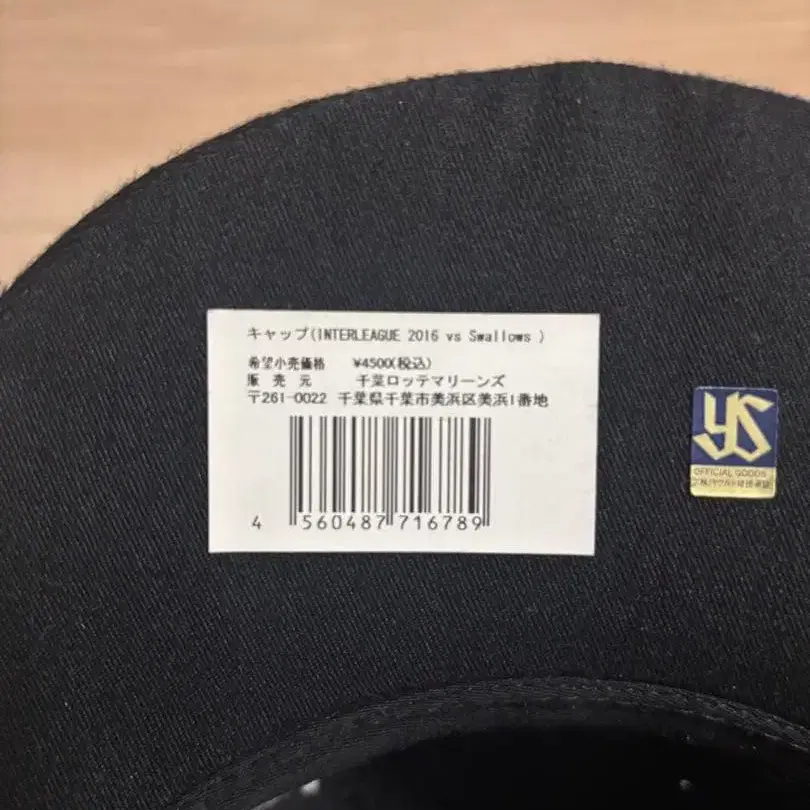 キャップ(INTERLEAGUE 2016 vs Swallows )
希望小売価格 ¥4500(税込)
販売元 千葉ロッテマリーンズ
〒261-0022 千葉県千葉市美浜区美浜1番地
4 560487 716789
YS
OFFICIAL GOODS